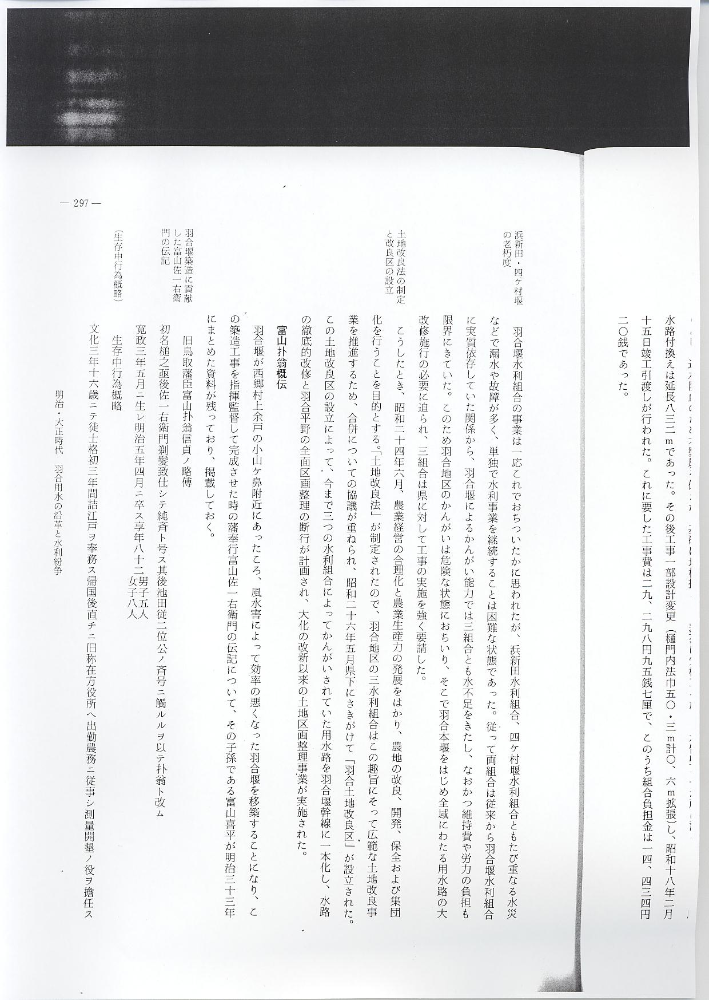 水路付換えは延長八三二mであった。その後工事一部設計変更（樋門内法巾五〇・三m計〇、六m拡張）し、昭和十八年二月
十五日竣工引渡しが行われた。これに要した工事費は二九、二九八円九五銭七厘で、このうち組合負担金は一四、四三四円
二〇銭であった。
浜新田・四ケ村堰
の老朽度
羽合堰水利組合の事業は一応これでおちついたかに思われたが、浜新田水利組合、四ケ村堰水利組合ともたび重なる水災
などで漏水や故障が多く、単独で水利事業を継続することは困難な状態であった。従って両組合は従来から羽合堰水利組合
に実質依存していた関係から、羽合堰によるかんがい能力では三組合とも水不足をきたし、なおかつ維持費や労力の負担も
限界にきていた。このため羽合地区のかんがいは危険な状態におちいり、そこで羽合本堰をはじめ全域にわたる用水路の大
改修施行の必要に迫られ、三組合は県に対して工事の実施を強く要請した。
土地改良法の制定
と改良区の設立
こうしたとき、昭和二十四年六月、農業経営の合理化と農業生産力の発展をはかり、農地の改良、開発、保全および集団
化を行うことを目的とする。「土地改良法」が制定されたので、羽合地区の三水利組合はこの趣旨にそって広範な土地改良事
業を推進するため、合併についての協議が重ねられ、昭和二十六年五月県下にさきがけて「羽合土地改良区」が設立された。
この土地改良区の設立によって、今まで三つの水利組合によってかんがいされていた用水路を羽合堰幹線に一本化し、水路
の徹底的改修と羽合平野の全面区画整理の断行が計画され、大化の改新以来の土地区画整理事業が実施された。
富山扑翁概伝
羽合堰が西郷村上余戸の小山ケ鼻附近にあったころ、風水害によって効率の悪くなった羽合堰を移築することになり、こ
の築造工事を指揮監督して完成させた時の藩奉行富山佐一右衛門の伝記について、その子孫である富山喜平が明治三十三年
にまとめた資料が残っており、掲載しておく。
羽合堰築造に貢献
した富山佐一右衛
門の伝記
旧鳥取藩臣富山扑翁信貞ノ略傅
初名槌之亟後佐一右衛門剃髪致仕シテ純斉ト号ス其後池田従二位公ノ斉号ニ觸ルルヲ以テ扑翁ト改ム
寛政三年五月ニ生レ明治五年四月ニ卒ス享年八十二 男子五人
女子八人
（生存中行為概略）
生存中行為概略
文化三年十六歳ニテ徒士格初三年間詰江戸ヲ奉務ス帰国後直チニ旧称在方役所ヘ出勤農務ニ従事シ測量開墾ノ役ヲ擔任ス
明治・大正時代　羽合用水の沿革と水利紛争
— 297 —